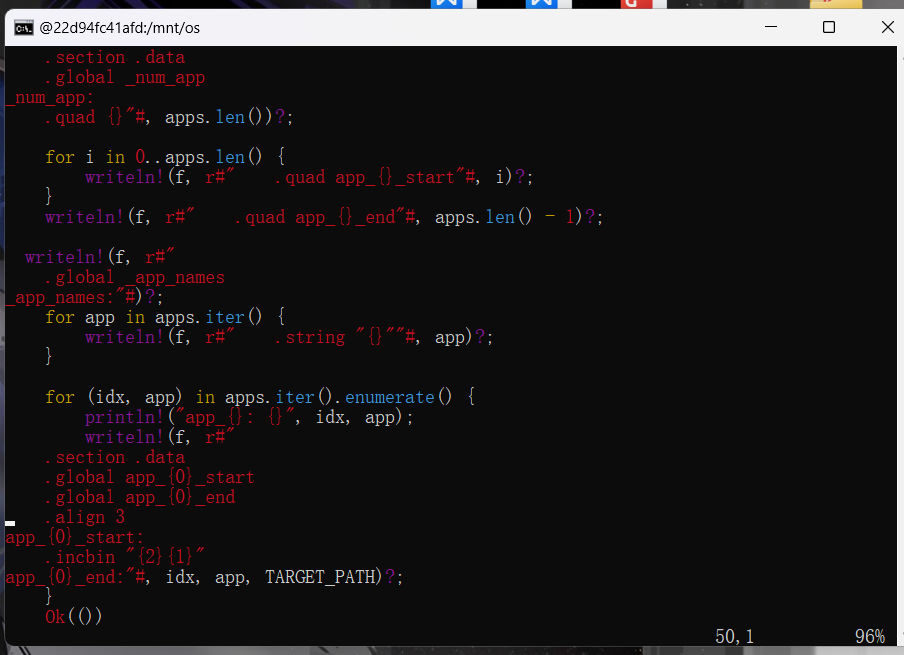 @22d94fc41afd:/mnt/os
    .section .data
    .global _num_app
_num_app:
    .quad {}"#, apps.len())?;

    for i in 0..apps.len() {
        writeln!(f, r#"    .quad app_{}_start"#, i)?;
    }
    writeln!(f, r#"    .quad app_{}_end"#, apps.len() - 1)?;

  writeln!(f, r#"
    .global _app_names
_app_names:"#)?;
    for app in apps.iter() {
        writeln!(f, r#"    .string "{}""#, app)?;
    }

    for (idx, app) in apps.iter().enumerate() {
        println!("app_{}: {}", idx, app);
        writeln!(f, r#"
    .section .data
    .global app_{0}_start
    .global app_{0}_end
    .align 3
app_{0}_start:
    .incbin "{2}{1}"
app_{0}_end:"#, idx, app, TARGET_PATH)?;
    }
    Ok(())
50,1 96%